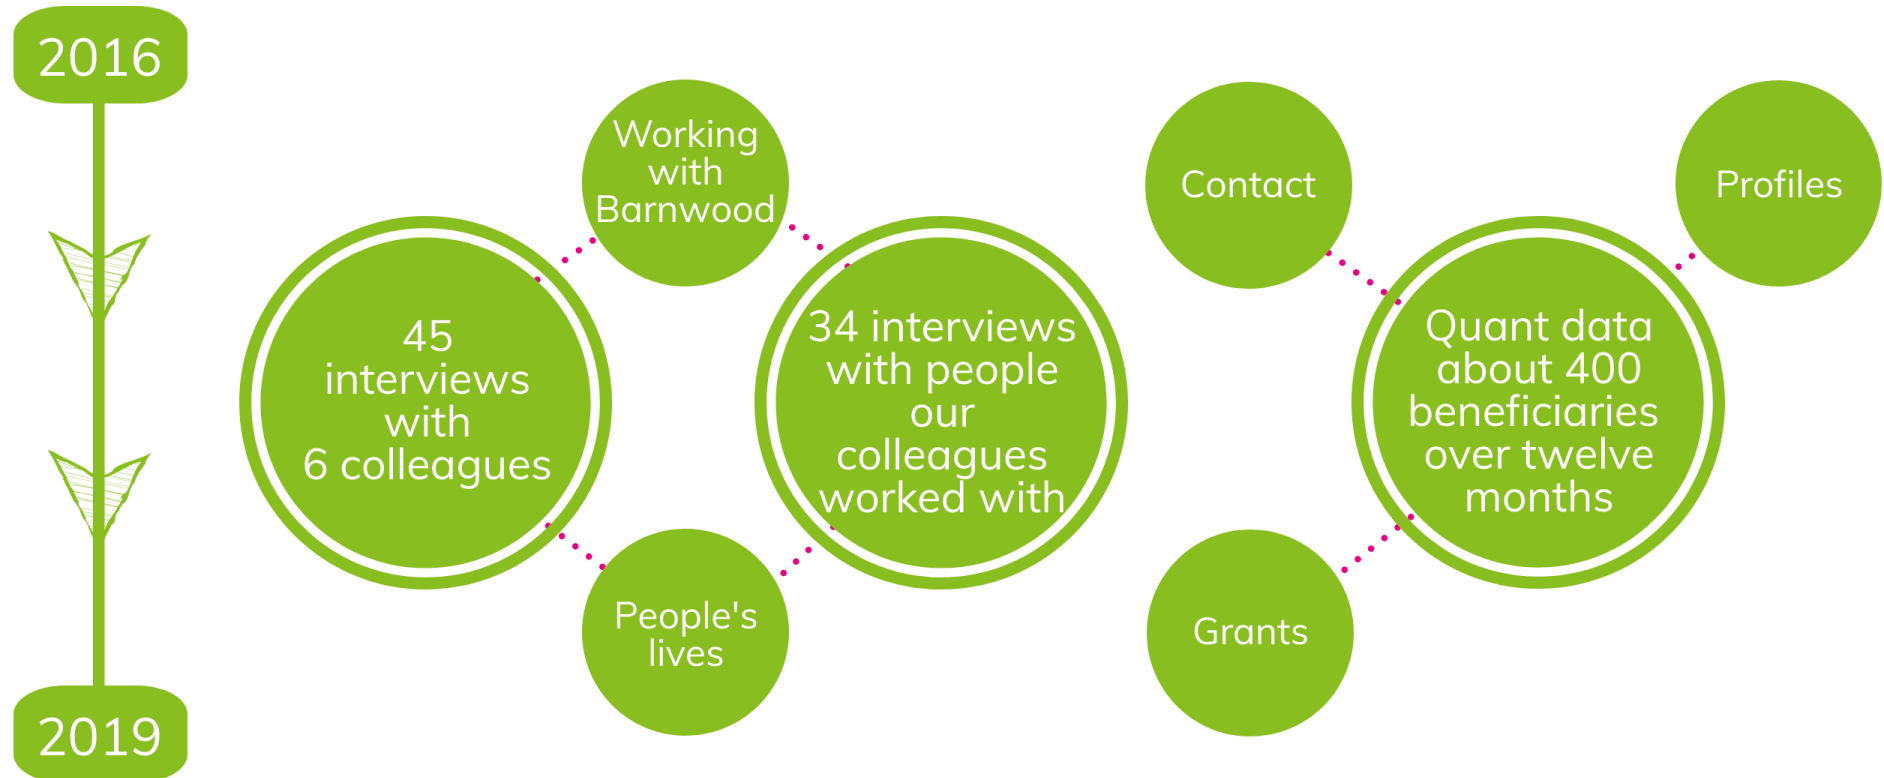 2016
2019
45
interviews
with
6 colleagues
Working
with
Barnwood
People's
lives
34 interviews
with people
our
colleagues
worked with
Contact
Grants
Quant data
about 400
beneficiaries
over twelve
months
Profiles